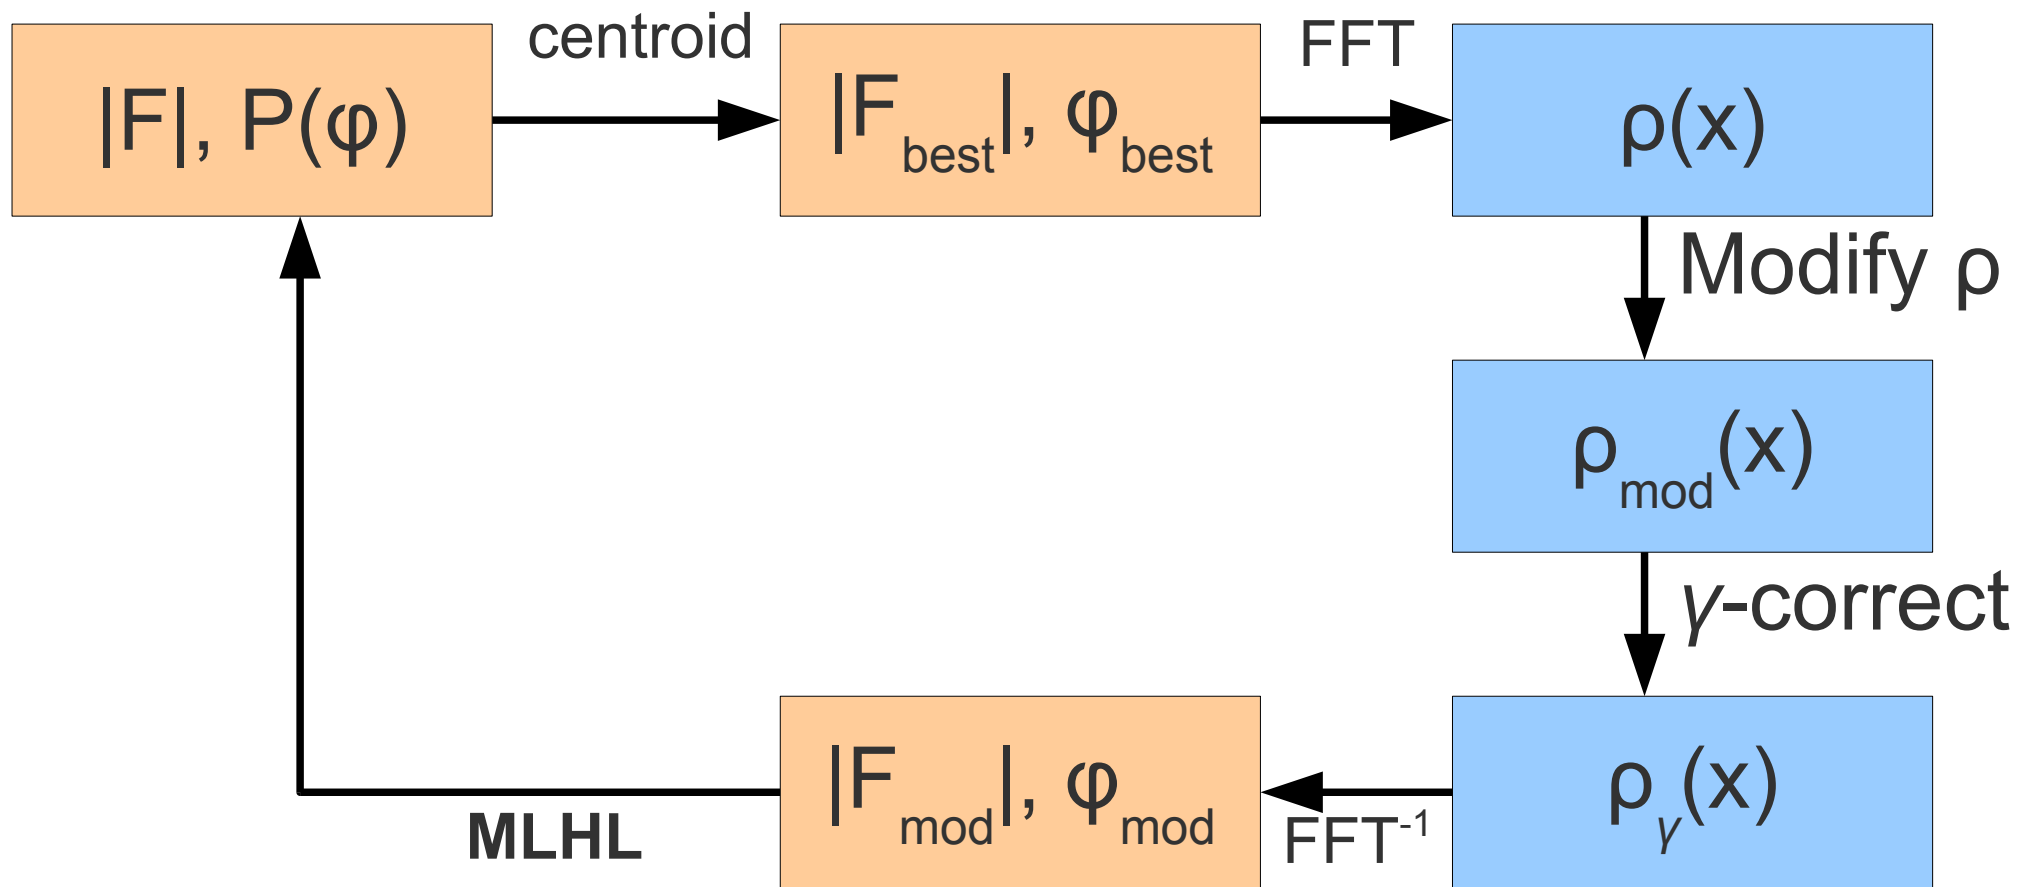 centroid
FFT
|F|, P(φ)
|F_best|, φ_best
ρ(x)
Modify ρ
ρ_mod(x)
γ-correct
|F_mod|, φ_mod
ρ_γ(x)
MLHL
FFT⁻¹